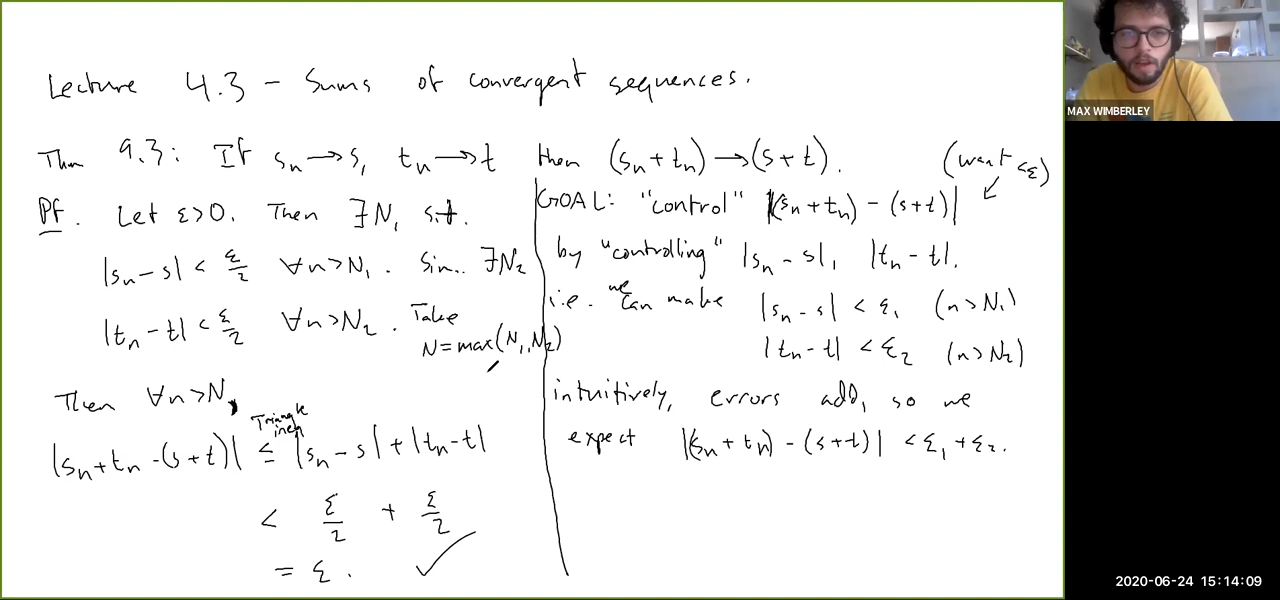 Lecture 4.3 - Sums of convergent sequences.
Thm 9.3: If sₙ → s, tₙ → t then (sₙ + tₙ) → (s + t).
Pf. Let ε>0. Then ∃N₁ s.t.
|sₙ - s| < ε/2 ∀n>N₁. Sim.. ∃N₂
|tₙ - t| < ε/2 ∀n>N₂. Take
N = max(N₁, N₂)
Then ∀n>N,
|sₙ + tₙ - (s + t)| ≤ |sₙ - s| + |tₙ - t|
Triangle
ineq
< ε/2 + ε/2
= ε. ✓
(want <ε)
GOAL: "control" |(sₙ + tₙ) - (s + t)|
by "controlling" |sₙ - s|, |tₙ - t|.
i.e. we can make |sₙ - s| < ε₁ (n > N₁)
|tₙ - t| < ε₂ (n > N₂)
intuitively, errors add, so we
expect |(sₙ + tₙ) - (s + t)| < ε₁ + ε₂.
MAX WIMBERLEY
2020-06-24 15:14:09